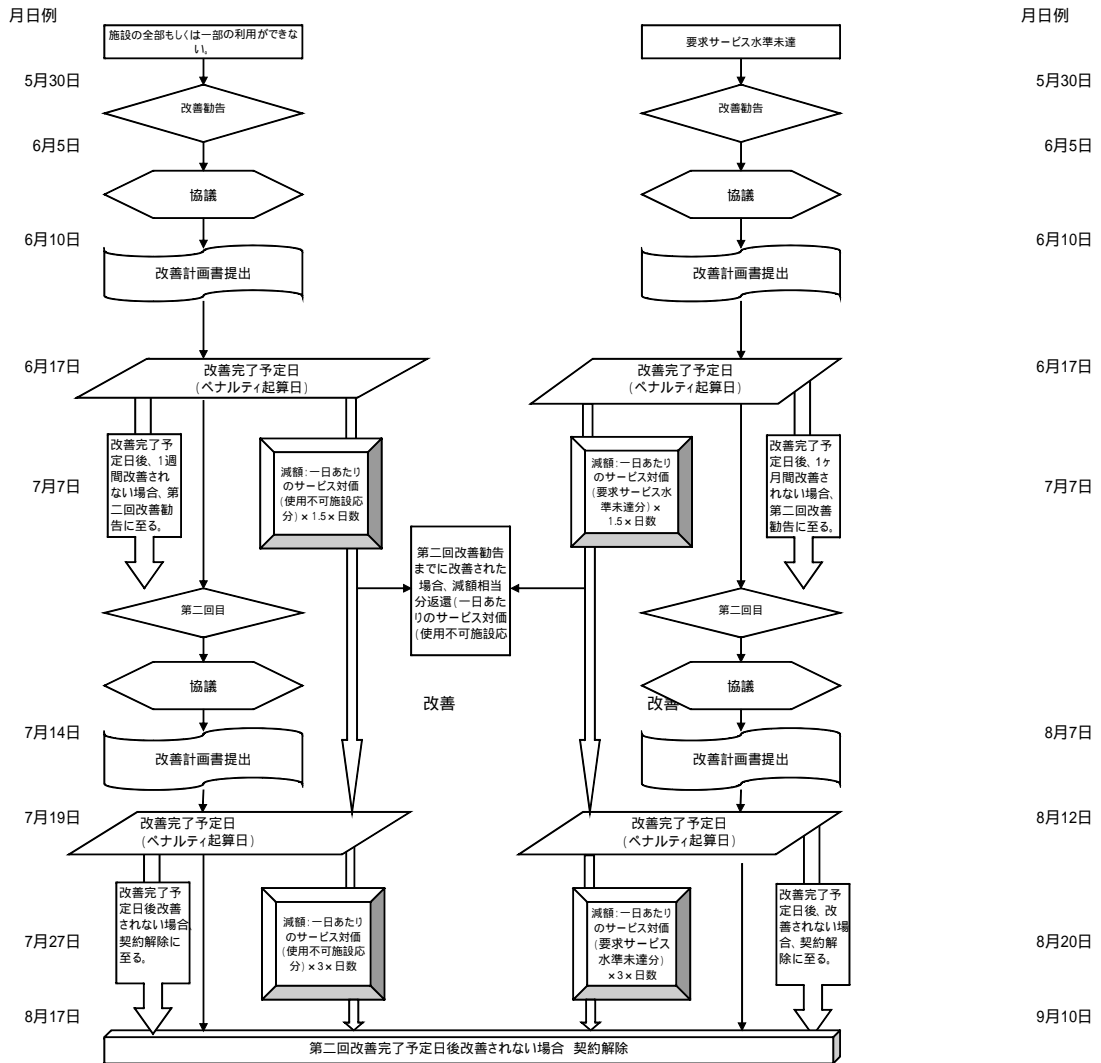 月日例
月日例
施設の全部もしくは一部の利用ができな
い。
要求サービス水準未達
5月30日
5月30日
改善勧告
改善勧告
6月5日
6月5日
協議
協議
6月10日
6月10日
改善計画書提出
改善計画書提出
6月17日
6月17日
改善完了予定日
(ペナルティ起算日)
改善完了予定日
(ペナルティ起算日)
改善完了予
定日後、1週
間改善され
ない場合、第
二回改善勧
告に至る。
減額:一日あたり
のサービス対価
(使用不可施設応
分)×1.5×日数
減額:一日あたり
のサービス対価
(要求サービス水
準未達分)×
1.5×日数
改善完了予
定日後、1ヶ
月間改善さ
れない場合、
第二回改善
勧告に至る。
7月7日
7月7日
第二回改善勧告
までに改善された
場合、減額相当
分返還(一日あた
りのサービス対価
(使用不可施設応
第二回目
第二回目
協議
協議
改善
改善
7月14日
8月7日
改善計画書提出
改善計画書提出
7月19日
8月12日
改善完了予定日
(ペナルティ起算日)
改善完了予定日
(ペナルティ起算日)
改善完了予
定日後改善
されない場合、
契約解除に
至る。
減額:一日あたり
のサービス対価
(使用不可施設応
分)×3×日数
減額:一日あたり
のサービス対価
(要求サービス
水準未達分)
×3×日数
改善完了予
定日後、改
善されない場
合、契約解
除に至る。
7月27日
8月20日
8月17日
9月10日
第二回改善完了予定日後改善されない場合 契約解除